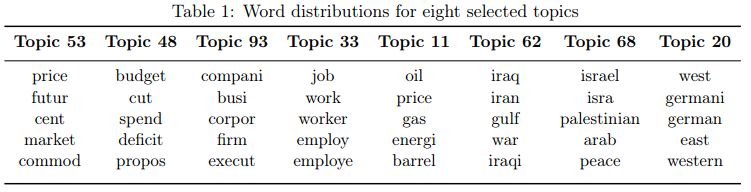 Table 1: Word distributions for eight selected topics
Topic 53 Topic 48 Topic 93 Topic 33 Topic 11 Topic 62 Topic 68 Topic 20
price budget compani job oil iraq israel west
futur cut busi work price iran isra germani
cent spend corpor worker gas gulf palestinian german
market deficit firm employ energi war arab east
commod propos execut employe barrel iraqi peace western